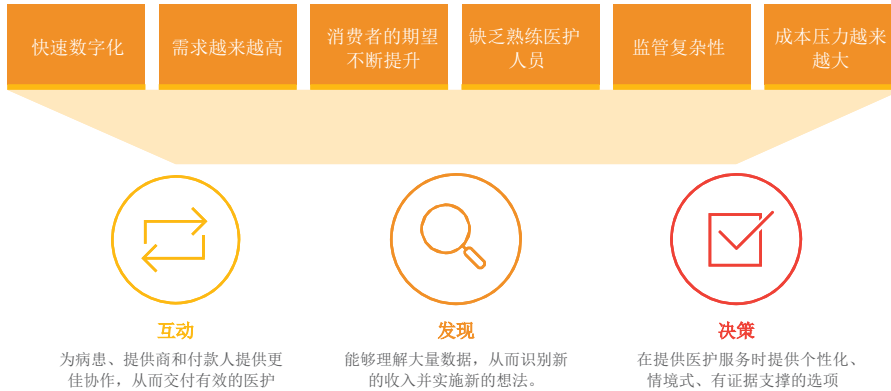 快速数字化
需求越来越高
消费者的期望
不断提升
缺乏熟练医护
人员
监管复杂性
成本压力越来
越大
互动
为病患、提供商和付款人提供更
佳协作，从而交付有效的医护
发现
能够理解大量数据，从而识别新
的收入并实施新的想法。
决策
在提供医护服务时提供个性化、
情境式、有证据支撑的选项